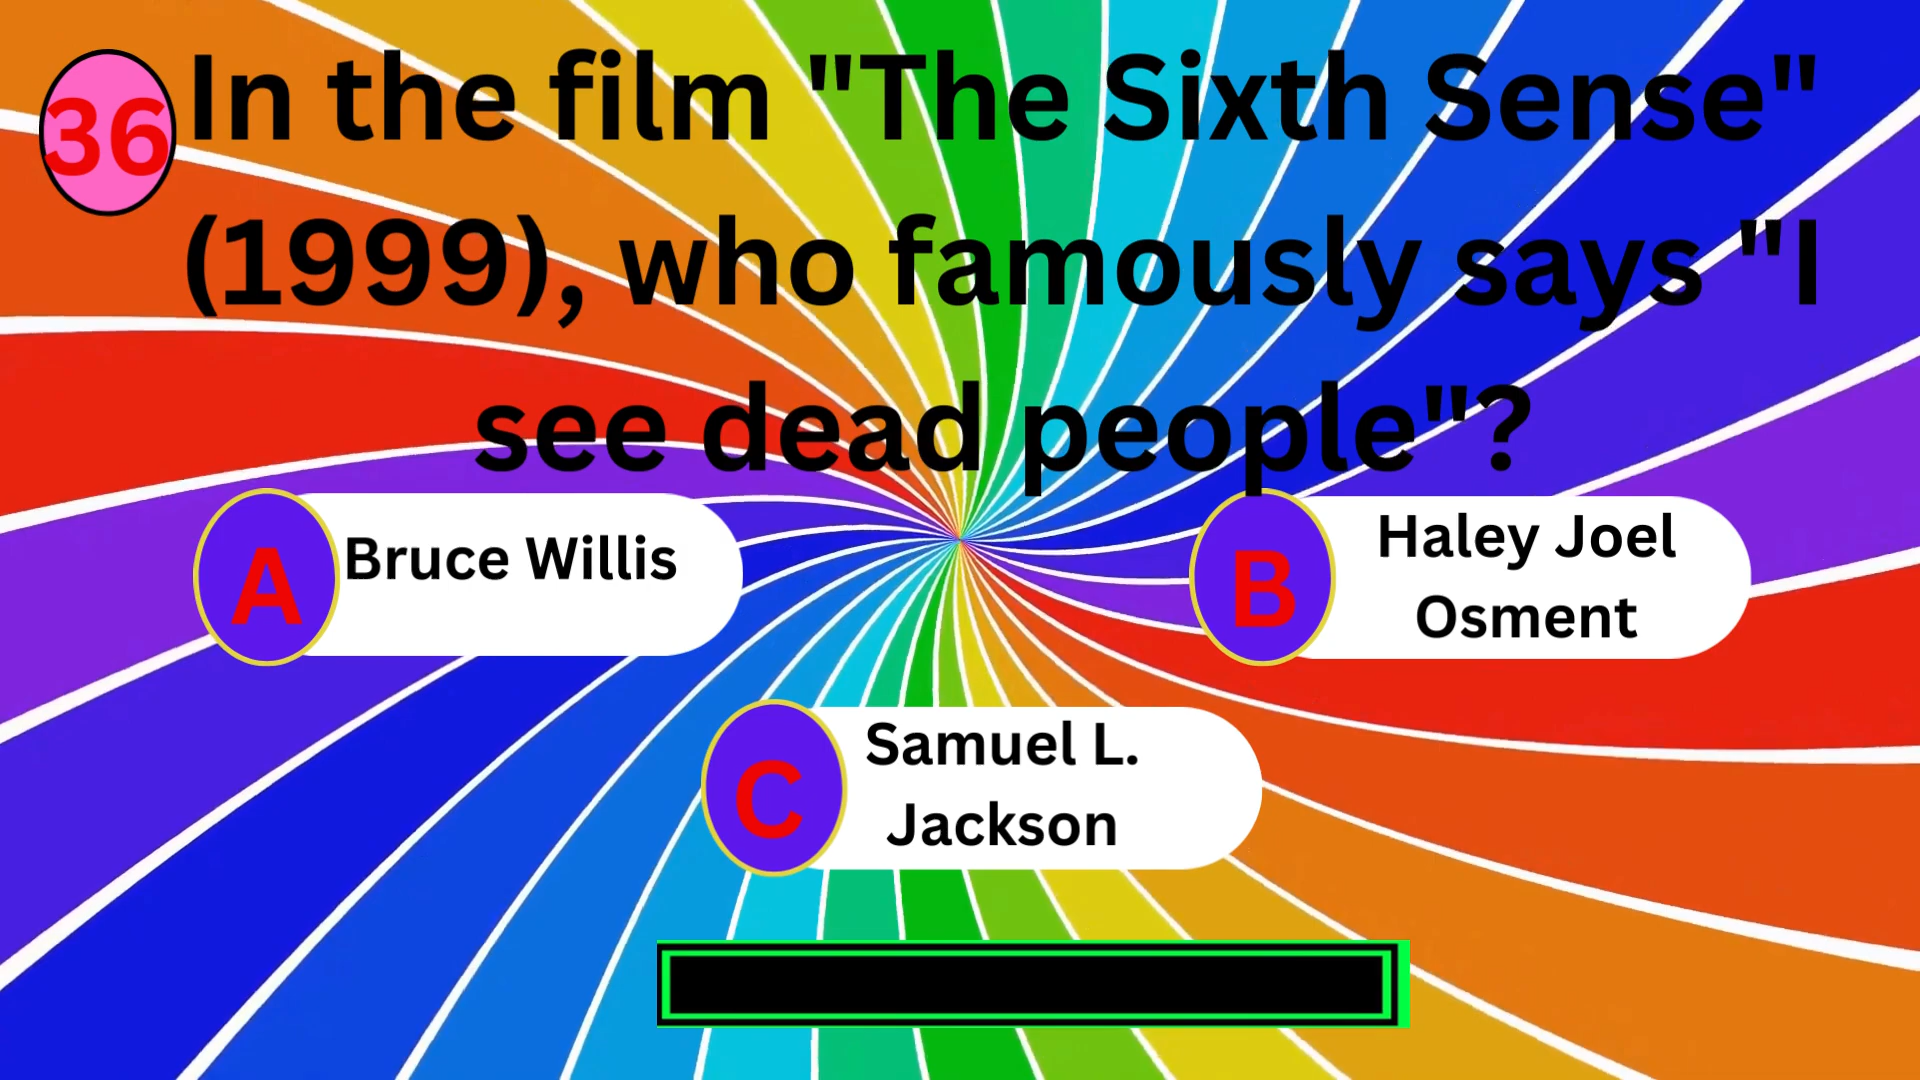 36
In the film "The Sixth Sense"
(1999), who famously says "I
see dead people"?
A
Bruce Willis
B
Haley Joel
Osment
C
Samuel L.
Jackson